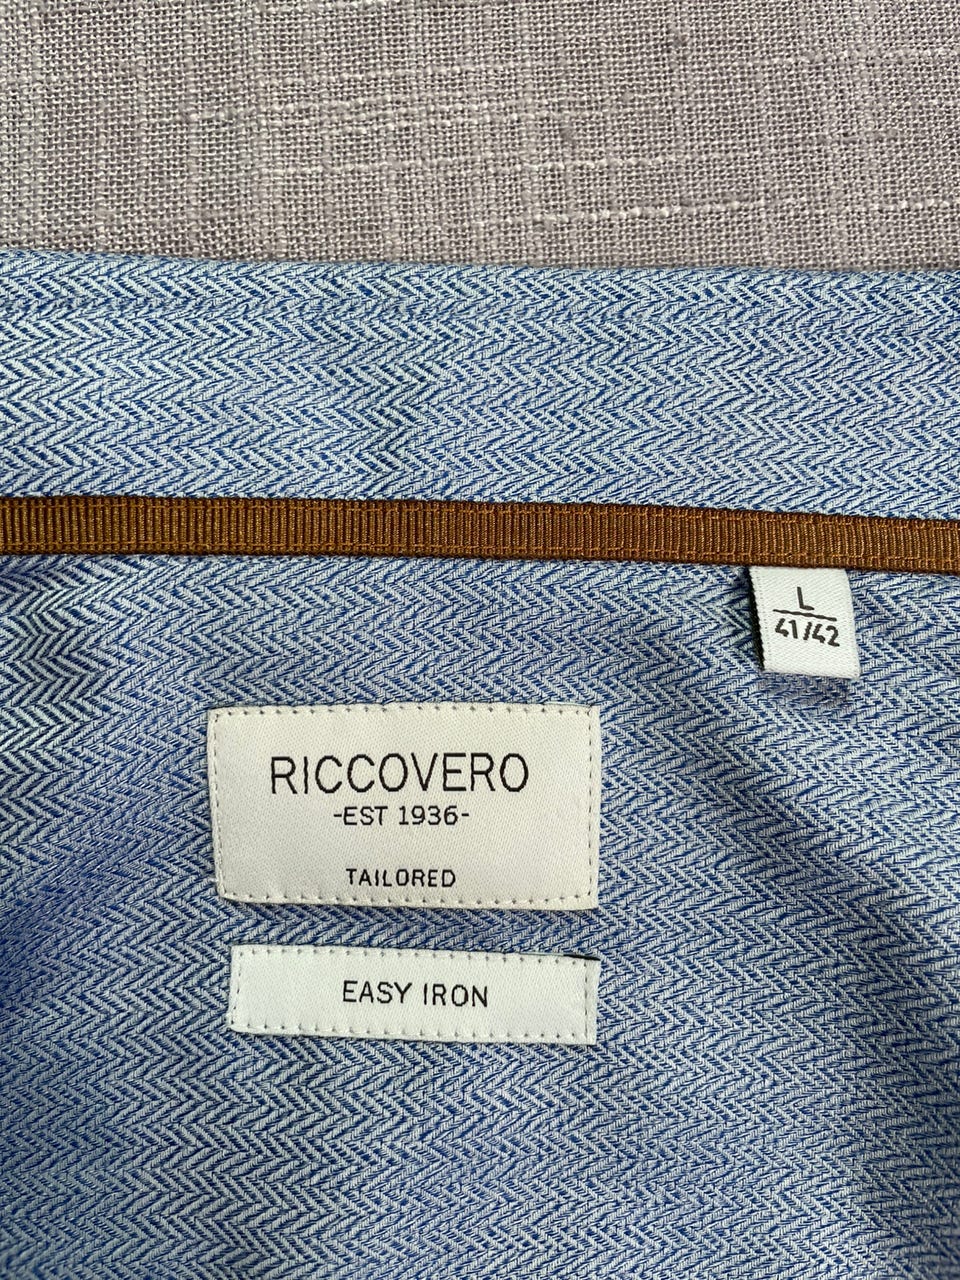 L
41/42
RICCOVERO
-EST 1936-
TAILORED
EASY IRON